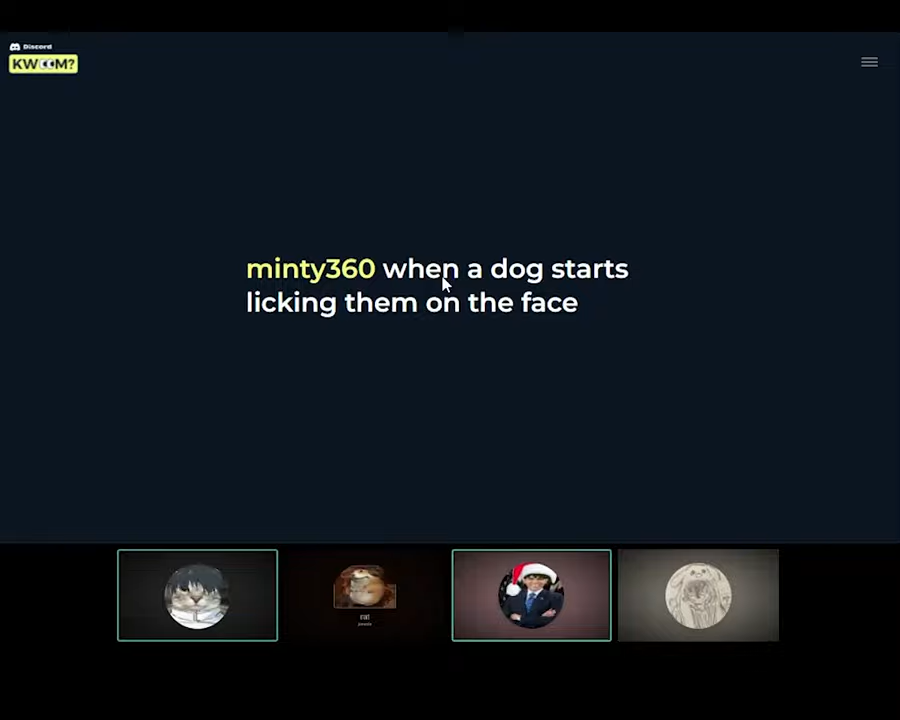 Discord
KWOOM?
minty360 when a dog starts
licking them on the face